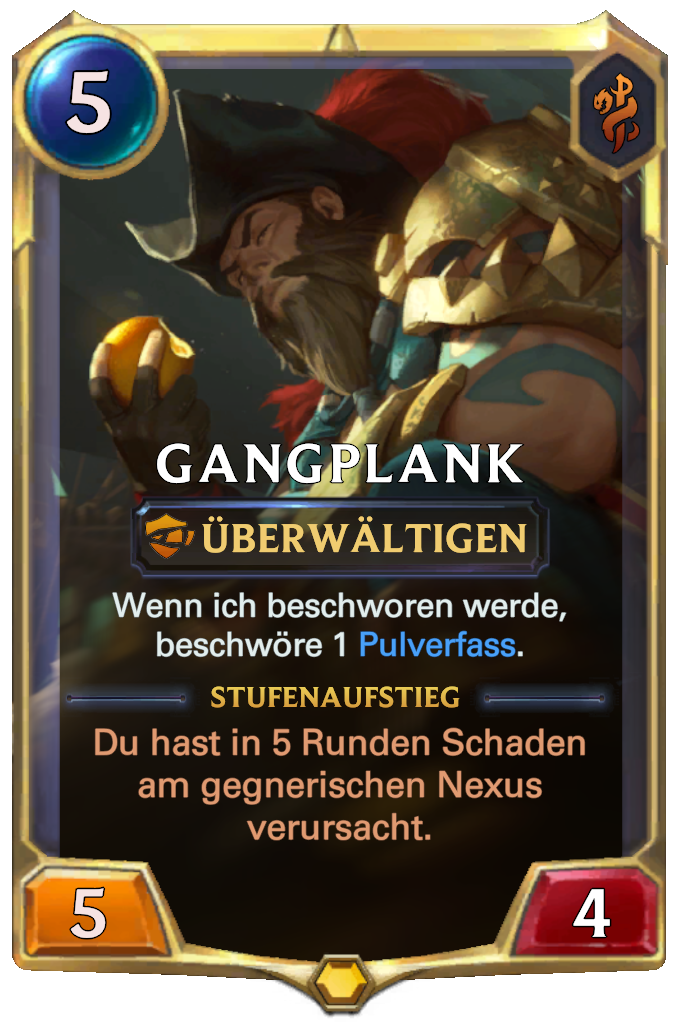 5
GANGPLANK
ÜBERWÄLTIGEN
Wenn ich beschworen werde,
beschwöre 1 Pulverfass.
STUFENAUFSTIEG
Du hast in 5 Runden Schaden
am gegnerischen Nexus
verursacht.
5
4